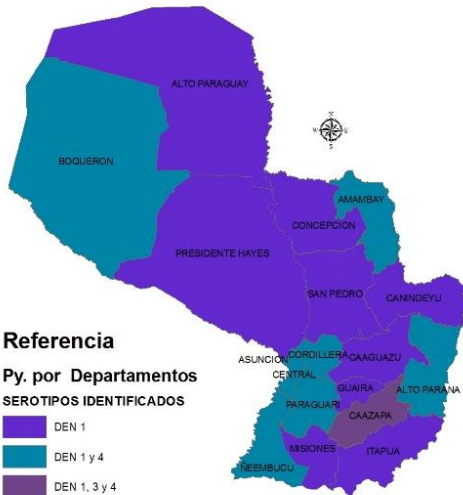 ALTO PARAGUAY
BOQUERON
N
W E
S
AMAMBAY
CONCEPCION
PRESIDENTE HAYES
SAN PEDRO
CANINDEYU
Referencia
Py. por Departamentos
SEROTIPOS IDENTIFICADOS
DEN 1
DEN 1 y 4
DEN 1, 3 y 4
ASUNCION
CORDILLERA
CAAGUAZU
CENTRAL
GUAIRA
ALTO PARANA
PARAGUARI
CAAZAPA
MISIONES
ITAPUA
ÑEEMBUCU